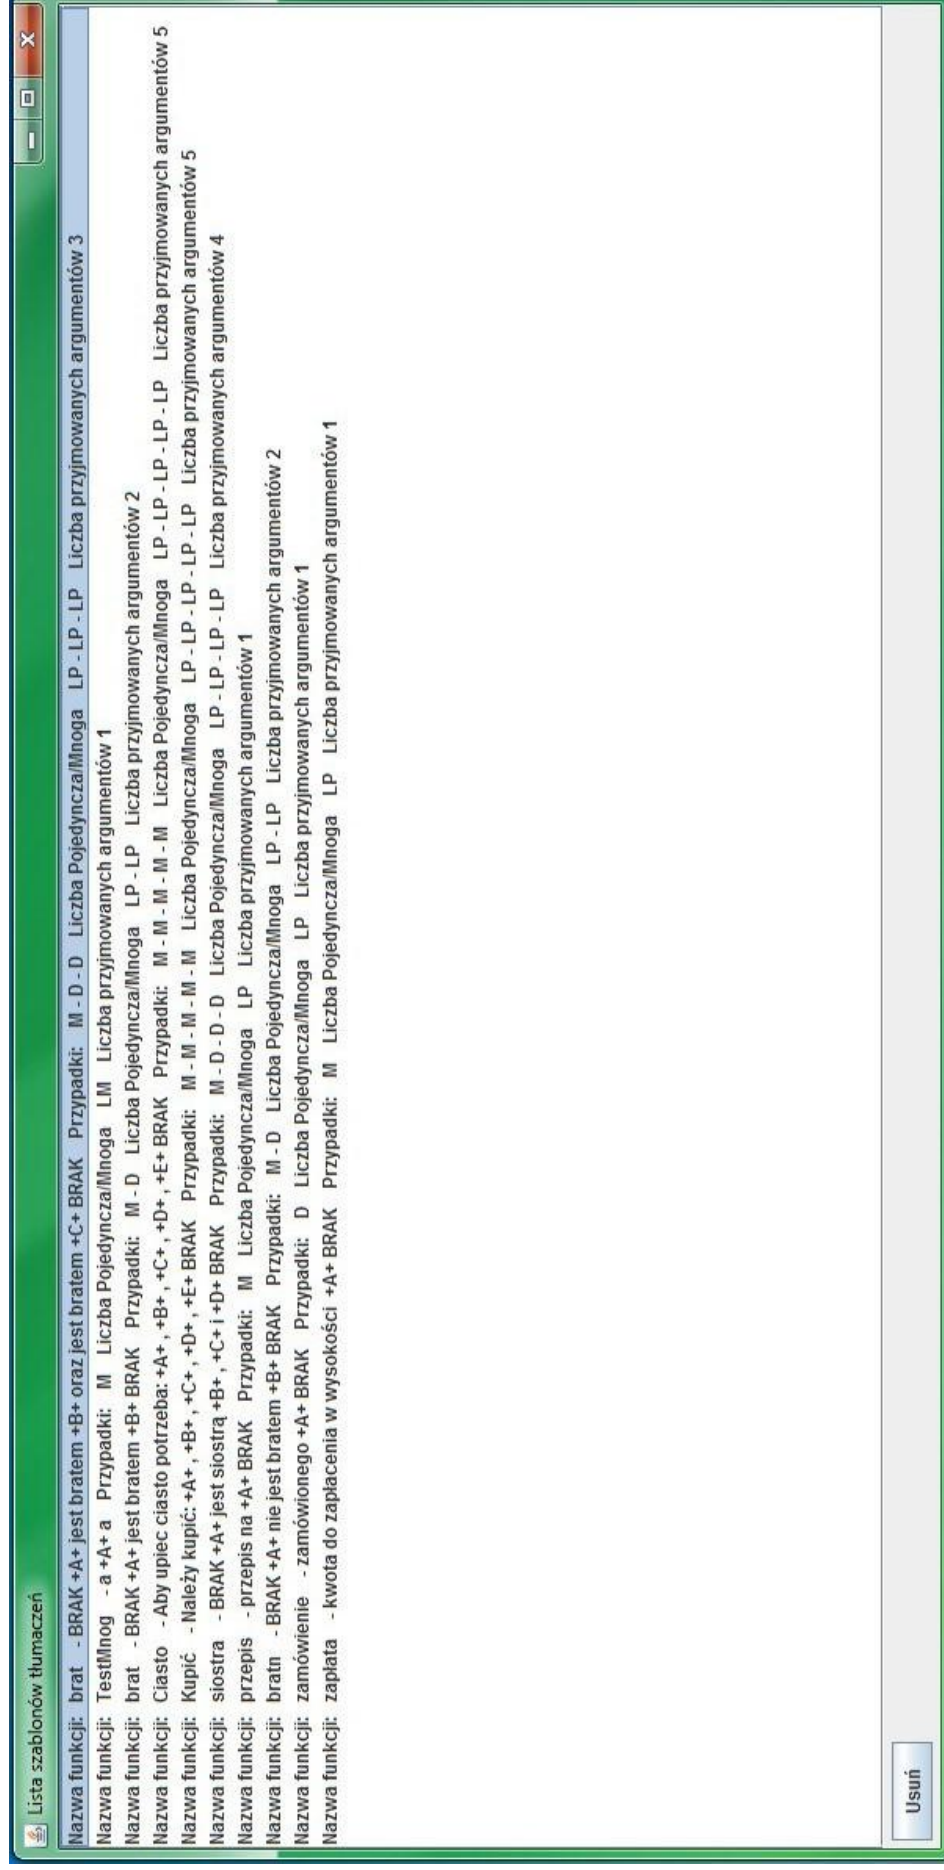 Lista szablonów tłumaczeń
Nazwa funkcji: brat - BRAK +A+ jest bratem +B+ oraz jest bratem +C+ BRAK Przypadki: M - D - D Liczba Pojedyncza/Mnoga LP - LP - LP Liczba przyjmowanych argumentów 3
Nazwa funkcji: TestMnog - a +A+ a Przypadki: M Liczba Pojedyncza/Mnoga LM Liczba przyjmowanych argumentów 1
Nazwa funkcji: brat - BRAK +A+ jest bratem +B+ BRAK Przypadki: M - D Liczba Pojedyncza/Mnoga LP - LP Liczba przyjmowanych argumentów 2
Nazwa funkcji: Ciasto - Aby upiec ciasto potrzeba: +A+ , +B+ , +C+ , +D+ , +E+ BRAK Przypadki: M - M - M - M - M Liczba Pojedyncza/Mnoga LP - LP - LP - LP - LP Liczba przyjmowanych argumentów 5
Nazwa funkcji: Kupić - Należy kupić: +A+ , +B+ , +C+ , +D+ , +E+ BRAK Przypadki: M - M - M - M - M Liczba Pojedyncza/Mnoga LP - LP - LP - LP - LP Liczba przyjmowanych argumentów 5
Nazwa funkcji: siostra - BRAK +A+ jest siostrą +B+ , +C+ i +D+ BRAK Przypadki: M - D - D - D Liczba Pojedyncza/Mnoga LP - LP - LP - LP Liczba przyjmowanych argumentów 4
Nazwa funkcji: przepis - przepis na +A+ BRAK Przypadki: M Liczba Pojedyncza/Mnoga LP Liczba przyjmowanych argumentów 1
Nazwa funkcji: bratn - BRAK +A+ nie jest bratem +B+ BRAK Przypadki: M - D Liczba Pojedyncza/Mnoga LP - LP Liczba przyjmowanych argumentów 2
Nazwa funkcji: zamówienie - zamówionego +A+ BRAK Przypadki: D Liczba Pojedyncza/Mnoga LP Liczba przyjmowanych argumentów 1
Nazwa funkcji: zapłata - kwota do zapłacenia w wysokości +A+ BRAK Przypadki: M Liczba Pojedyncza/Mnoga LP Liczba przyjmowanych argumentów 1
Usuń